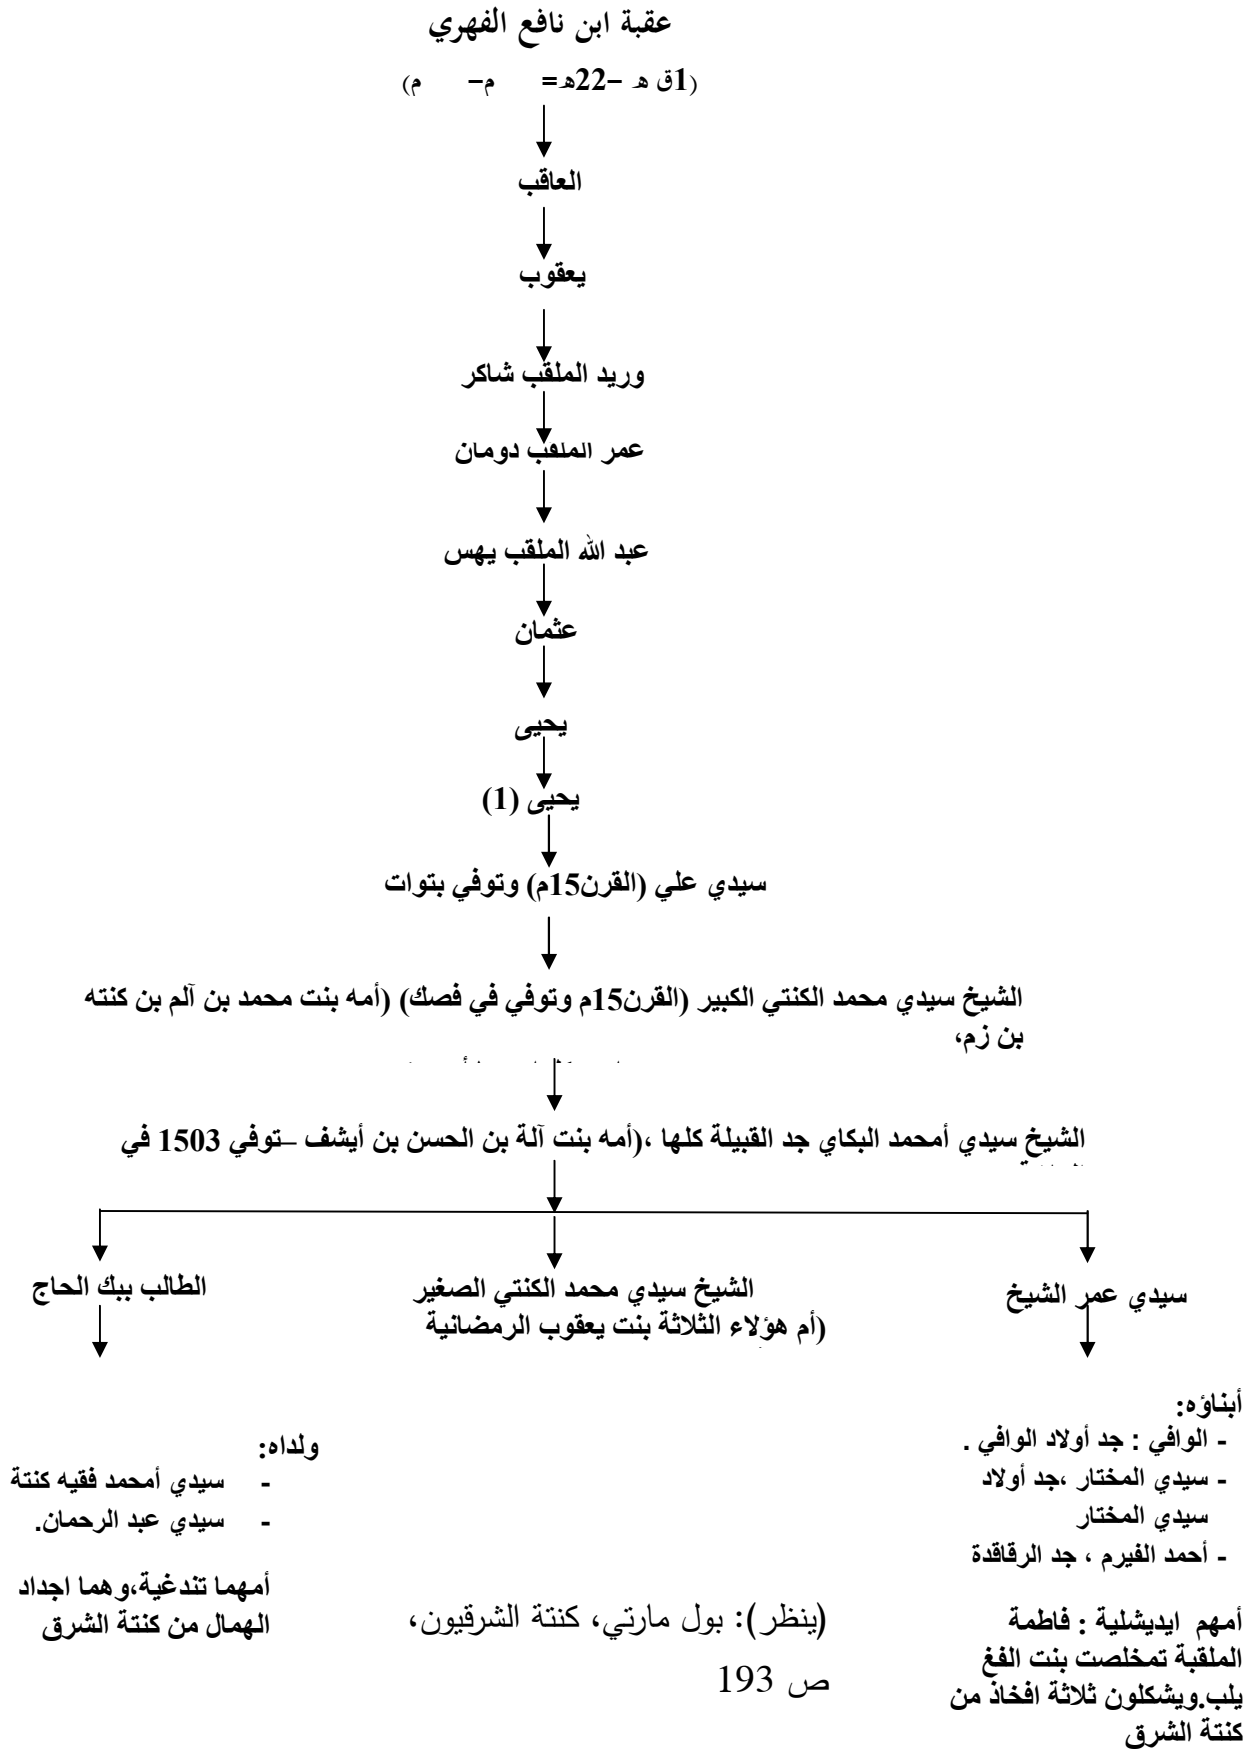 عقبة ابن نافع الفهري
(1ق هـ –22هـ= م– م)
العاقب
يعقوب
وريد الملقب شاكر
عمر الملقب دومان
عبد الله الملقب يهس
عثمان
يحيى
يحيى (1)
سيدي علي (القرن15م) وتوفي بتوات
الشيخ سيدي محمد الكنتي الكبير (القرن15م وتوفي في فصك) (أمه بنت محمد بن آلم بن كنته
بن زم،
الشيخ سيدي أمحمد البكاي جد القبيلة كلها ،(أمه بنت آلة بن الحسن بن أيشف –توفي 1503 في
سيدي عمر الشيخ
الشيخ سيدي محمد الكنتي الصغير
(أم هؤلاء الثلاثة بنت يعقوب الرمضانية
الطالب ببك الحاج
أبناؤه:
- الوافي : جد أولاد الوافي .
- سيدي المختار ،جد أولاد
سيدي المختار
- أحمد الفيرم ، جد الرقاقدة
أمهم ايديشلية : فاطمة
الملقبة تمخلصت بنت الفغ
يلب.ويشكلون ثلاثة افخاذ من
كنتة الشرق
ولداه:
- سيدي أمحمد فقيه كنتة
- سيدي عبد الرحمان.
أمهما تندغية،وهما اجداد
الهمال من كنتة الشرق
(ينظر): بول مارتي، كنتة الشرقيون،
ص 193